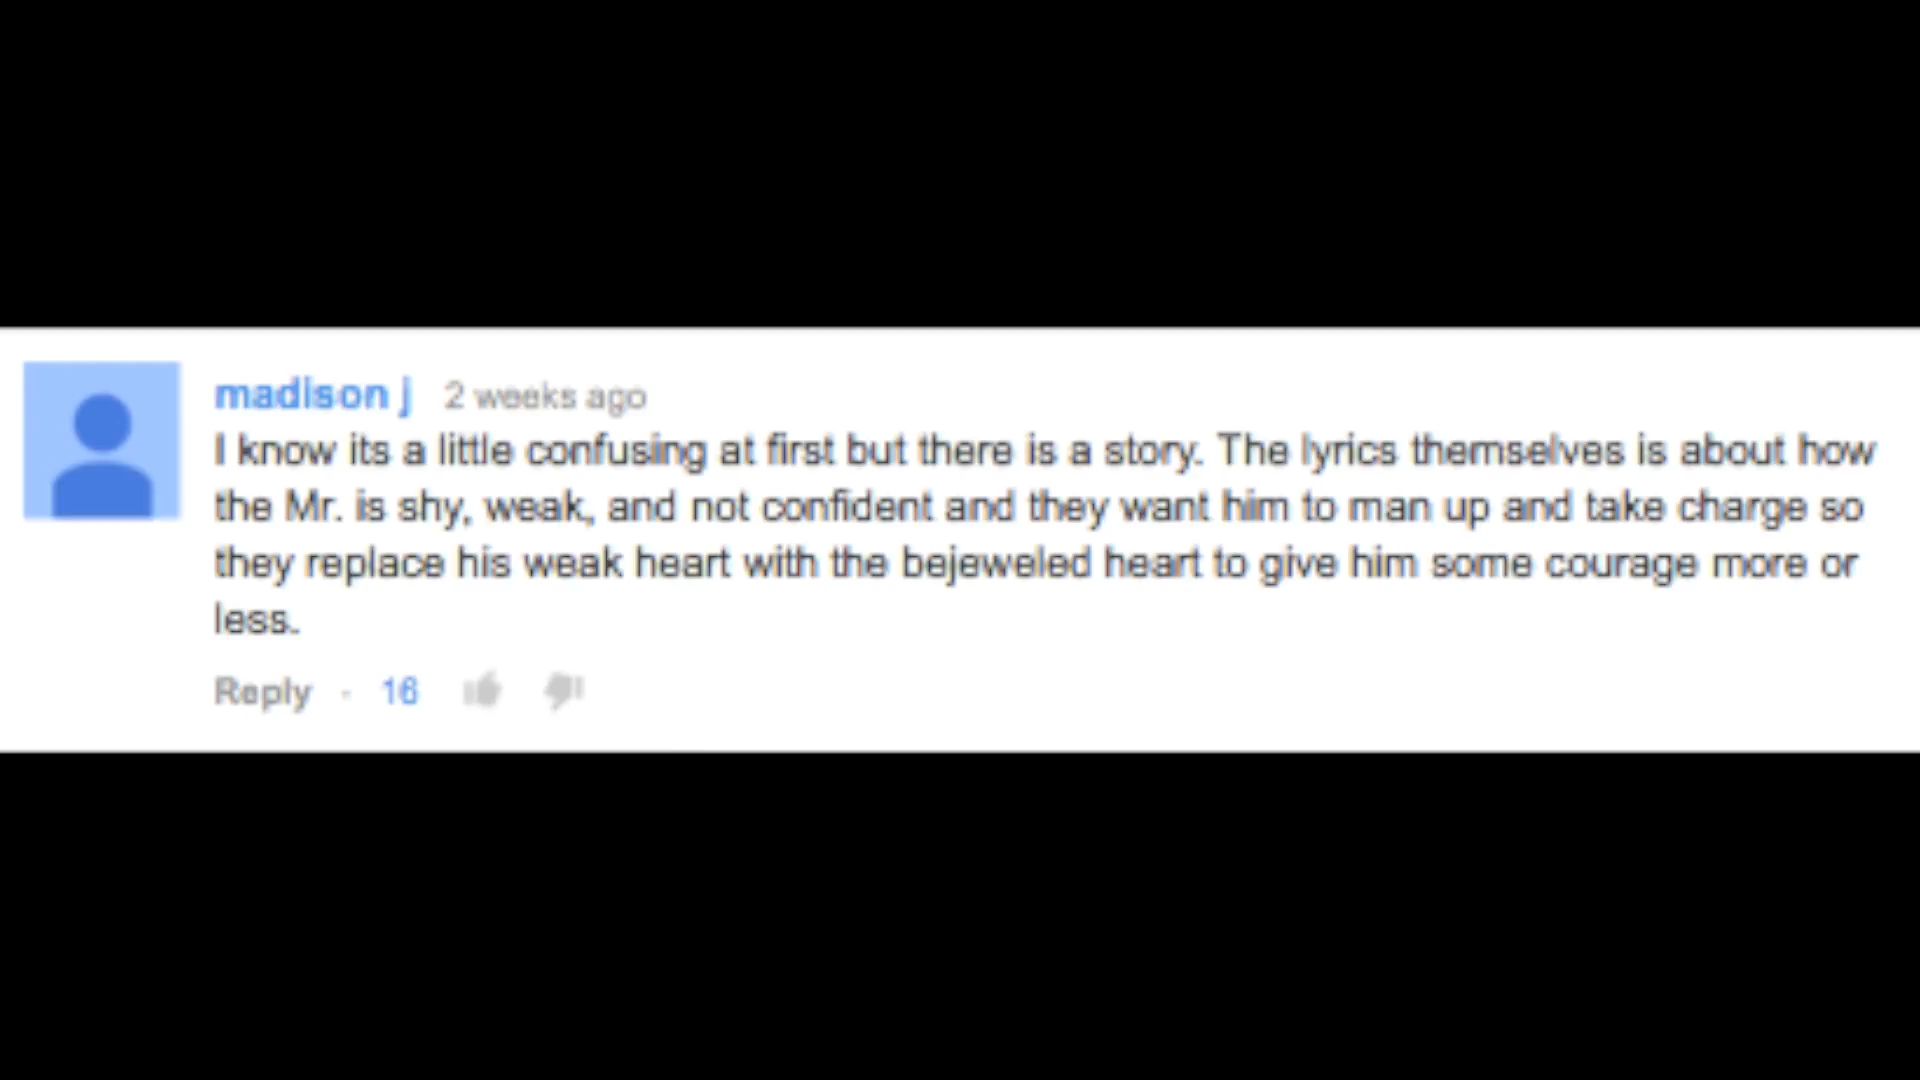 madison j 2 weeks ago
I know its a little confusing at first but there is a story. The lyrics themselves is about how
the Mr. is shy, weak, and not confident and they want him to man up and take charge so
they replace his weak heart with the bejeweled heart to give him some courage more or
less.
Reply · 16